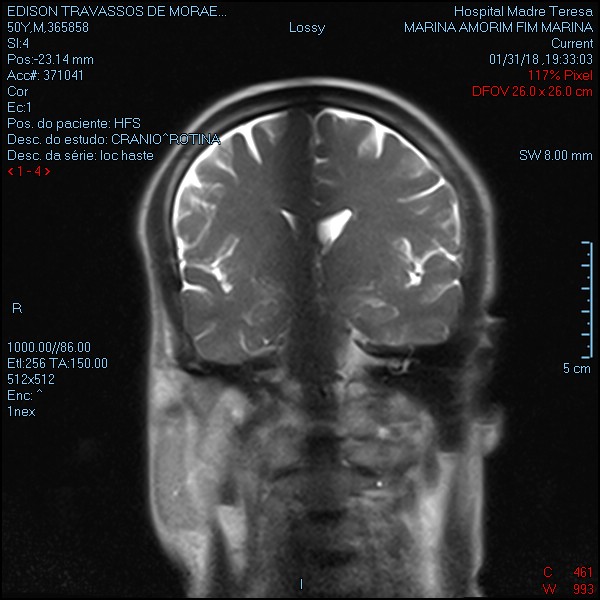 EDISON TRAVASSOS DE MORAE...
50Y,M,365858
Sl:4
Pos:-23.14 mm
Acc#: 371041
Cor
Ec:1
Pos. do paciente: HFS
Desc. do estudo: CRANIO^ROTINA
Desc. da série: loc haste
< 1 - 4 >
Lossy
Hospital Madre Teresa
MARINA AMORIM FIM MARINA
Current
01/31/18 ,19:33:03
117% Pixel
DFOV 26.0 x 26.0 cm
SW 8.00 mm
R
5 cm
1000.00//86.00
Etl:256 TA:150.00
512x512
Enc: ^
1nex
I
C 461
W 993